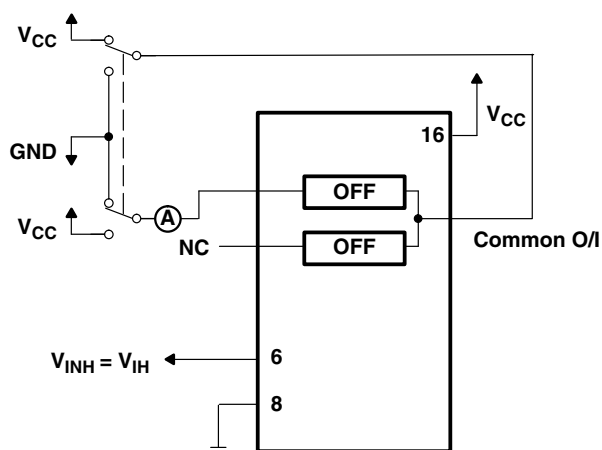 VCC
VCC
16
GND
OFF
VCC
A
NC
OFF
Common O/I
VINH = VIH
6
8